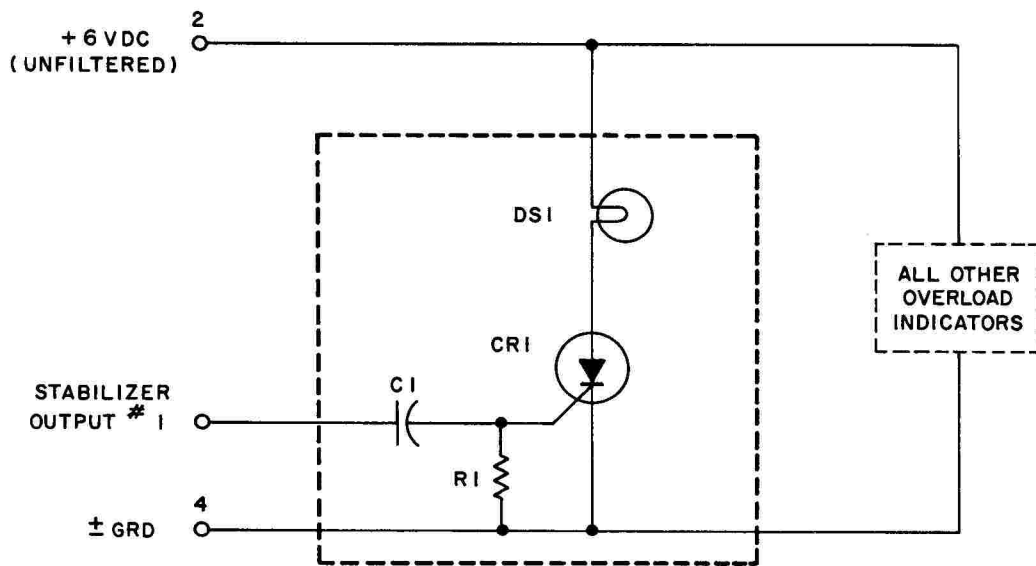 2
+6 VDC
(UNFILTERED)
DS1
ALL OTHER
OVERLOAD
INDICATORS
CR1
C1
STABILIZER
OUTPUT # 1
R1
4
± GRD